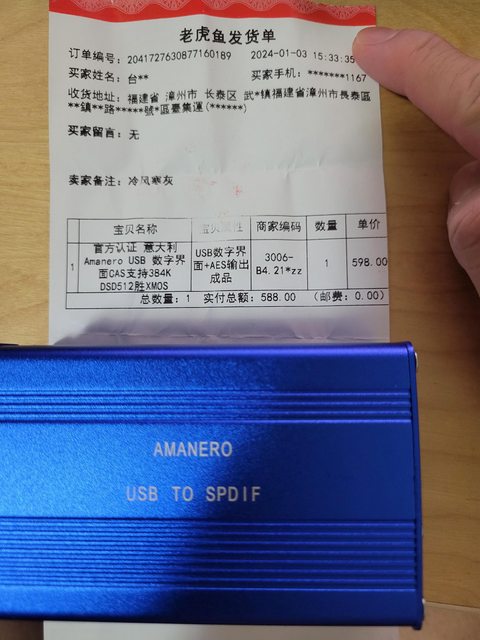 老虎鱼发货单
订单编号: 2041727630877160189 2024-01-03 15:33:35
买家姓名: 台** 买家手机: *******1167
收货地址: 福建省 漳州市 长泰区 武*镇福建省漳州市長泰區
**鎮**路*****號*區臺集運(******)
买家留言: 无
卖家备注: 冷风寒灰
宝贝名称 宝贝属性 商家编码 数量 单价
1 官方认证 意大利 Amanero USB 数字界面CAS支持384K DSD512胜XMOS USB数字界面+AES输出成品 3006-B4.21*zz 1 598.00
总数量: 1 实付总额: 588.00 (邮费: 0.00)
AMANERO
USB TO SPDIF